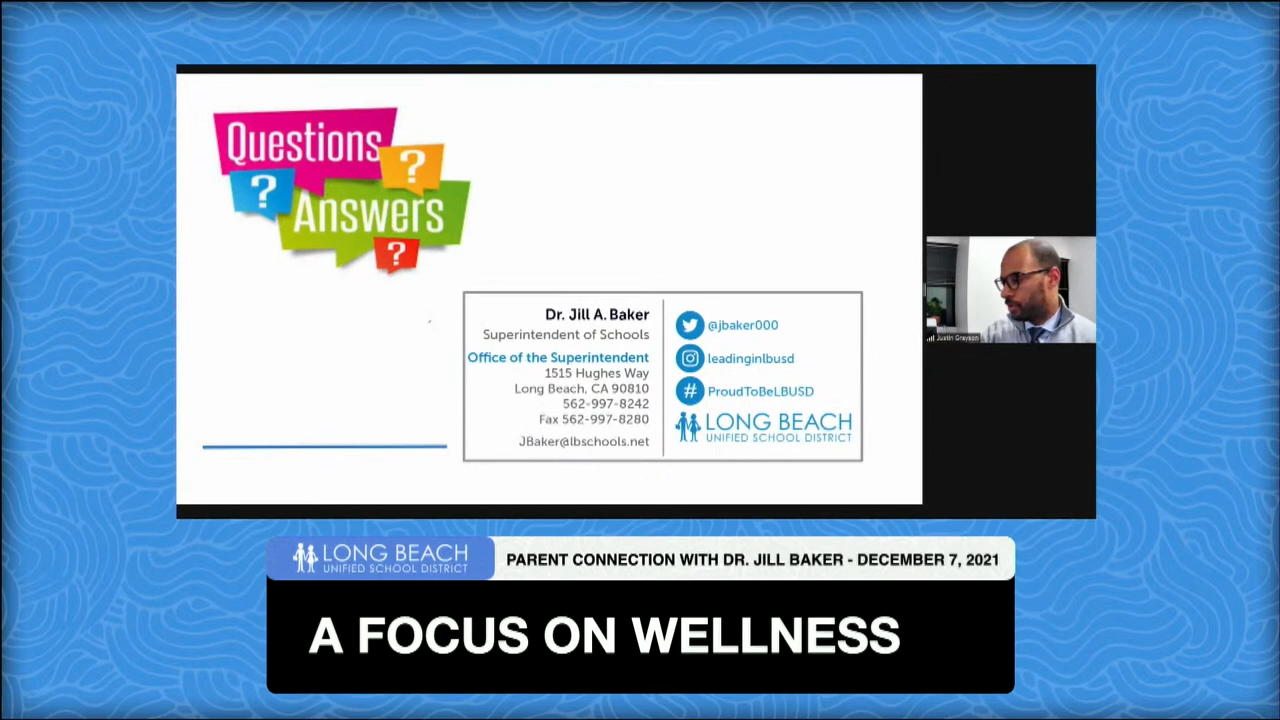 Questions
?
?
Answers
?
Dr. Jill A. Baker
Superintendent of Schools
Office of the Superintendent
1515 Hughes Way
Long Beach, CA 90810
562-997-8242
Fax 562-997-8280
JBaker@lbschools.net
@jbaker000
leadinginlbusd
# ProudToBeLBUSD
LONG BEACH
UNIFIED SCHOOL DISTRICT
Justin Grayson
LONG BEACH
UNIFIED SCHOOL DISTRICT
PARENT CONNECTION WITH DR. JILL BAKER - DECEMBER 7, 2021
A FOCUS ON WELLNESS